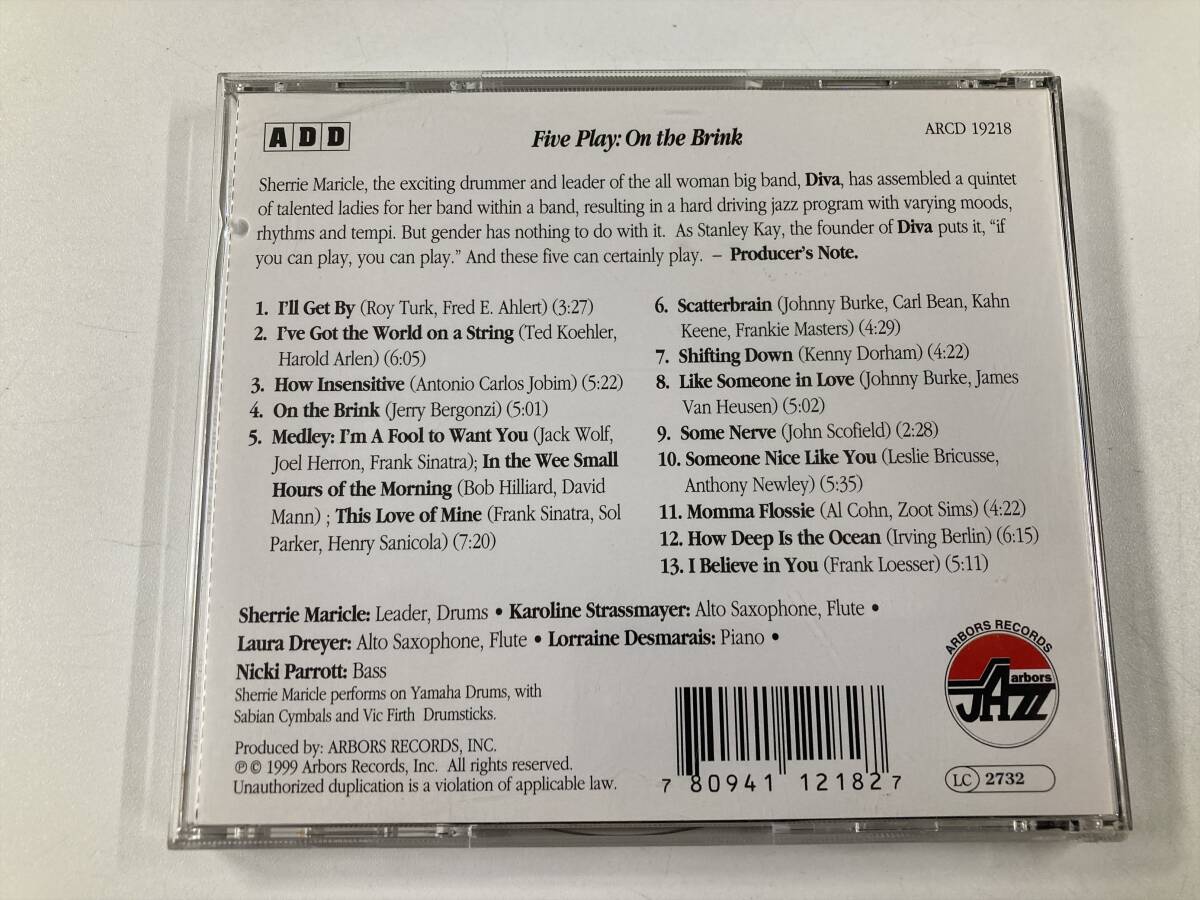 ADD
Five Play: On the Brink
ARCD 19218
Sherrie Maricle, the exciting drummer and leader of the all woman big band, Diva, has assembled a quintet
of talented ladies for her band within a band, resulting in a hard driving jazz program with varying moods,
rhythms and tempi. But gender has nothing to do with it. As Stanley Kay, the founder of Diva puts it, “if
you can play, you can play.” And these five can certainly play. – Producer's Note.
1. I'll Get By (Roy Turk, Fred E. Ahlert) (3:27)
2. I've Got the World on a String (Ted Koehler,
Harold Arlen) (6:05)
3. How Insensitive (Antonio Carlos Jobim) (5:22)
4. On the Brink (Jerry Bergonzi) (5:01)
5. Medley: I'm A Fool to Want You (Jack Wolf,
Joel Herron, Frank Sinatra); In the Wee Small
Hours of the Morning (Bob Hilliard, David
Mann) ; This Love of Mine (Frank Sinatra, Sol
Parker, Henry Sanicola) (7:20)
6. Scatterbrain (Johnny Burke, Carl Bean, Kahn
Keene, Frankie Masters) (4:29)
7. Shifting Down (Kenny Dorham) (4:22)
8. Like Someone in Love (Johnny Burke, James
Van Heusen) (5:02)
9. Some Nerve (John Scofield) (2:28)
10. Someone Nice Like You (Leslie Bricusse,
Anthony Newley) (5:35)
11. Momma Flossie (Al Cohn, Zoot Sims) (4:22)
12. How Deep Is the Ocean (Irving Berlin) (6:15)
13. I Believe in You (Frank Loesser) (5:11)
Sherrie Maricle: Leader, Drums • Karoline Strassmayer: Alto Saxophone, Flute •
Laura Dreyer: Alto Saxophone, Flute • Lorraine Desmarais: Piano •
Nicki Parrott: Bass
Sherrie Maricle performs on Yamaha Drums, with
Sabian Cymbals and Vic Firth Drumsticks.
Produced by: ARBORS RECORDS, INC.
℗© 1999 Arbors Records, Inc. All rights reserved.
Unauthorized duplication is a violation of applicable law.
7 80941 12182 7
ARBORS RECORDS
arbors
JAZZ
LC 2732